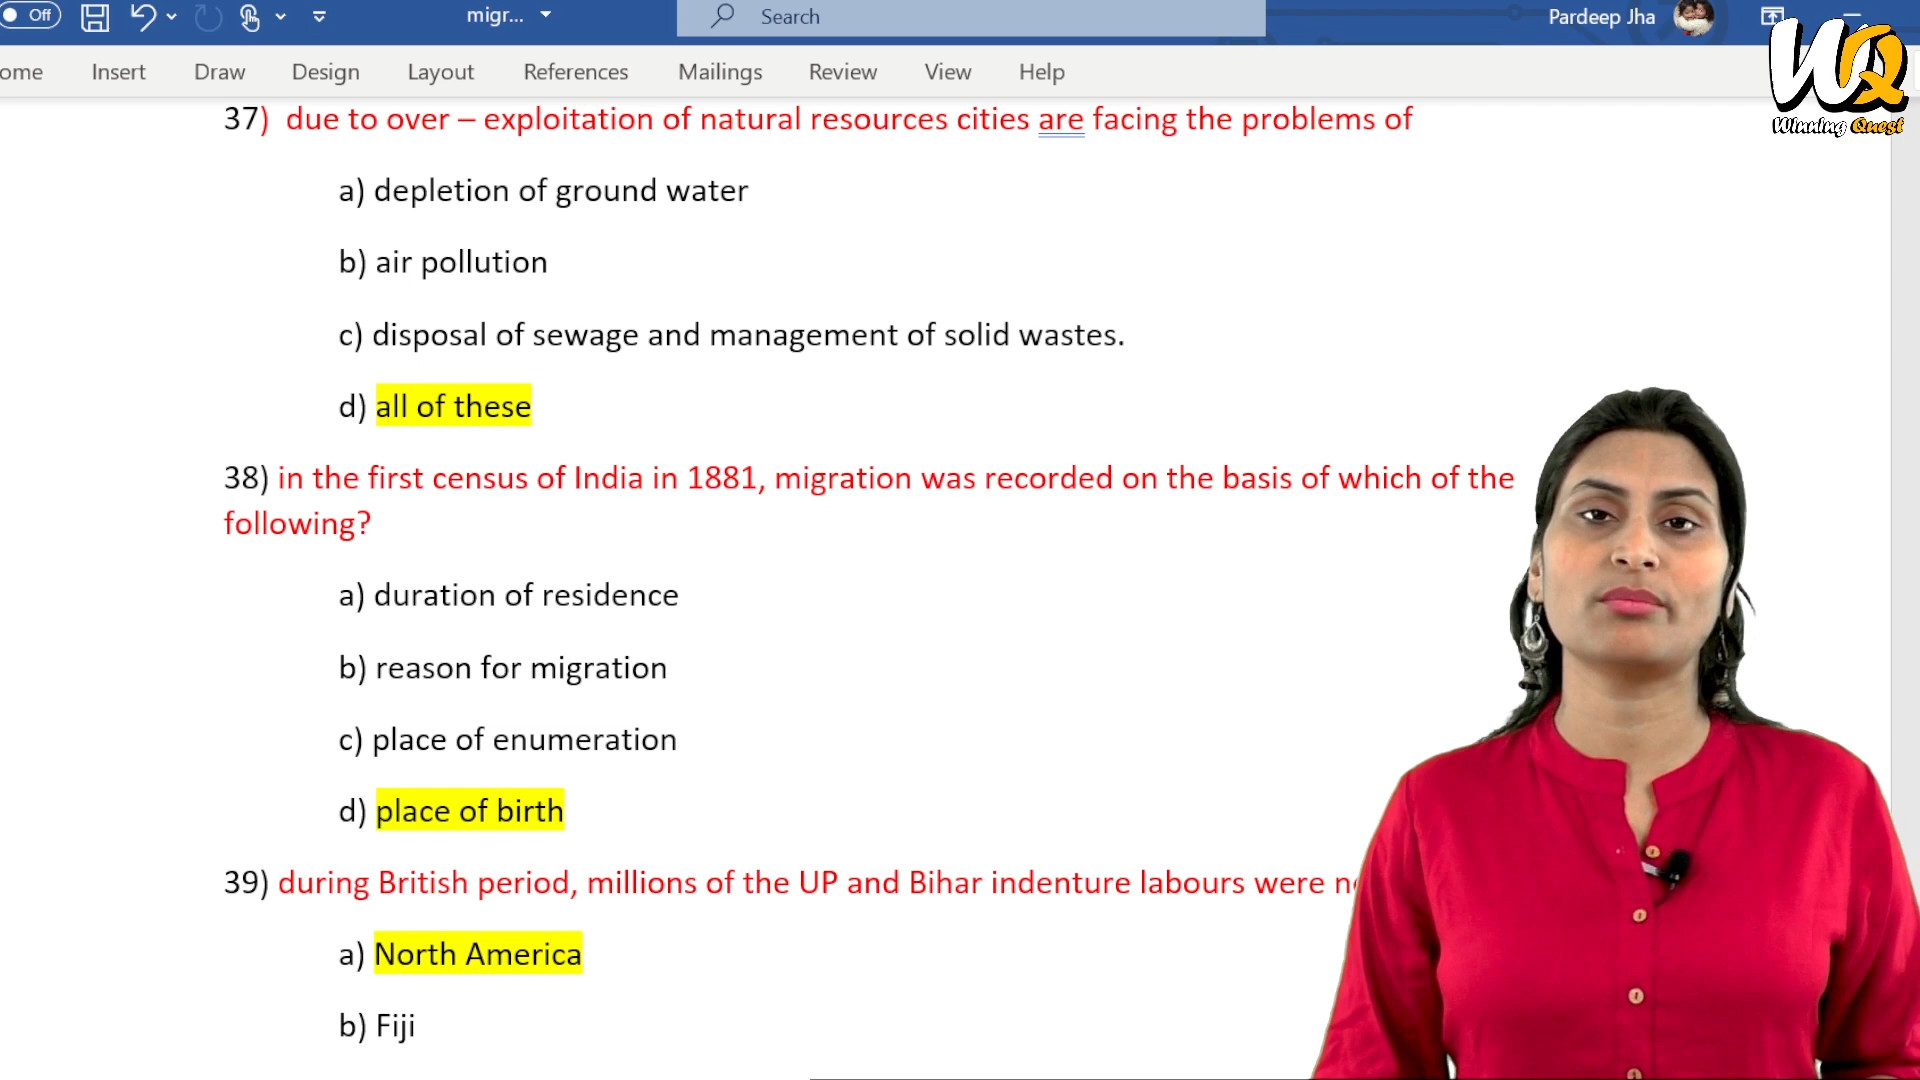 Off
migr...
Search
Pardeep Jha
ome Insert Draw Design Layout References Mailings Review View Help
WQ
Winning Quest
37) due to over – exploitation of natural resources cities are facing the problems of
a) depletion of ground water
b) air pollution
c) disposal of sewage and management of solid wastes.
d) all of these
38) in the first census of India in 1881, migration was recorded on the basis of which of the
following?
a) duration of residence
b) reason for migration
c) place of enumeration
d) place of birth
39) during British period, millions of the UP and Bihar indenture labours were
a) North America
b) Fiji